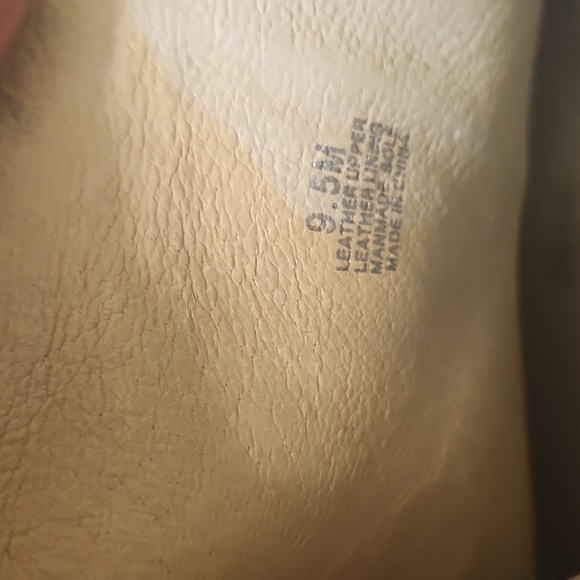 9.5M
LEATHER UPPER
LEATHER LINING
MANMADE SOLE
MADE IN CHINA